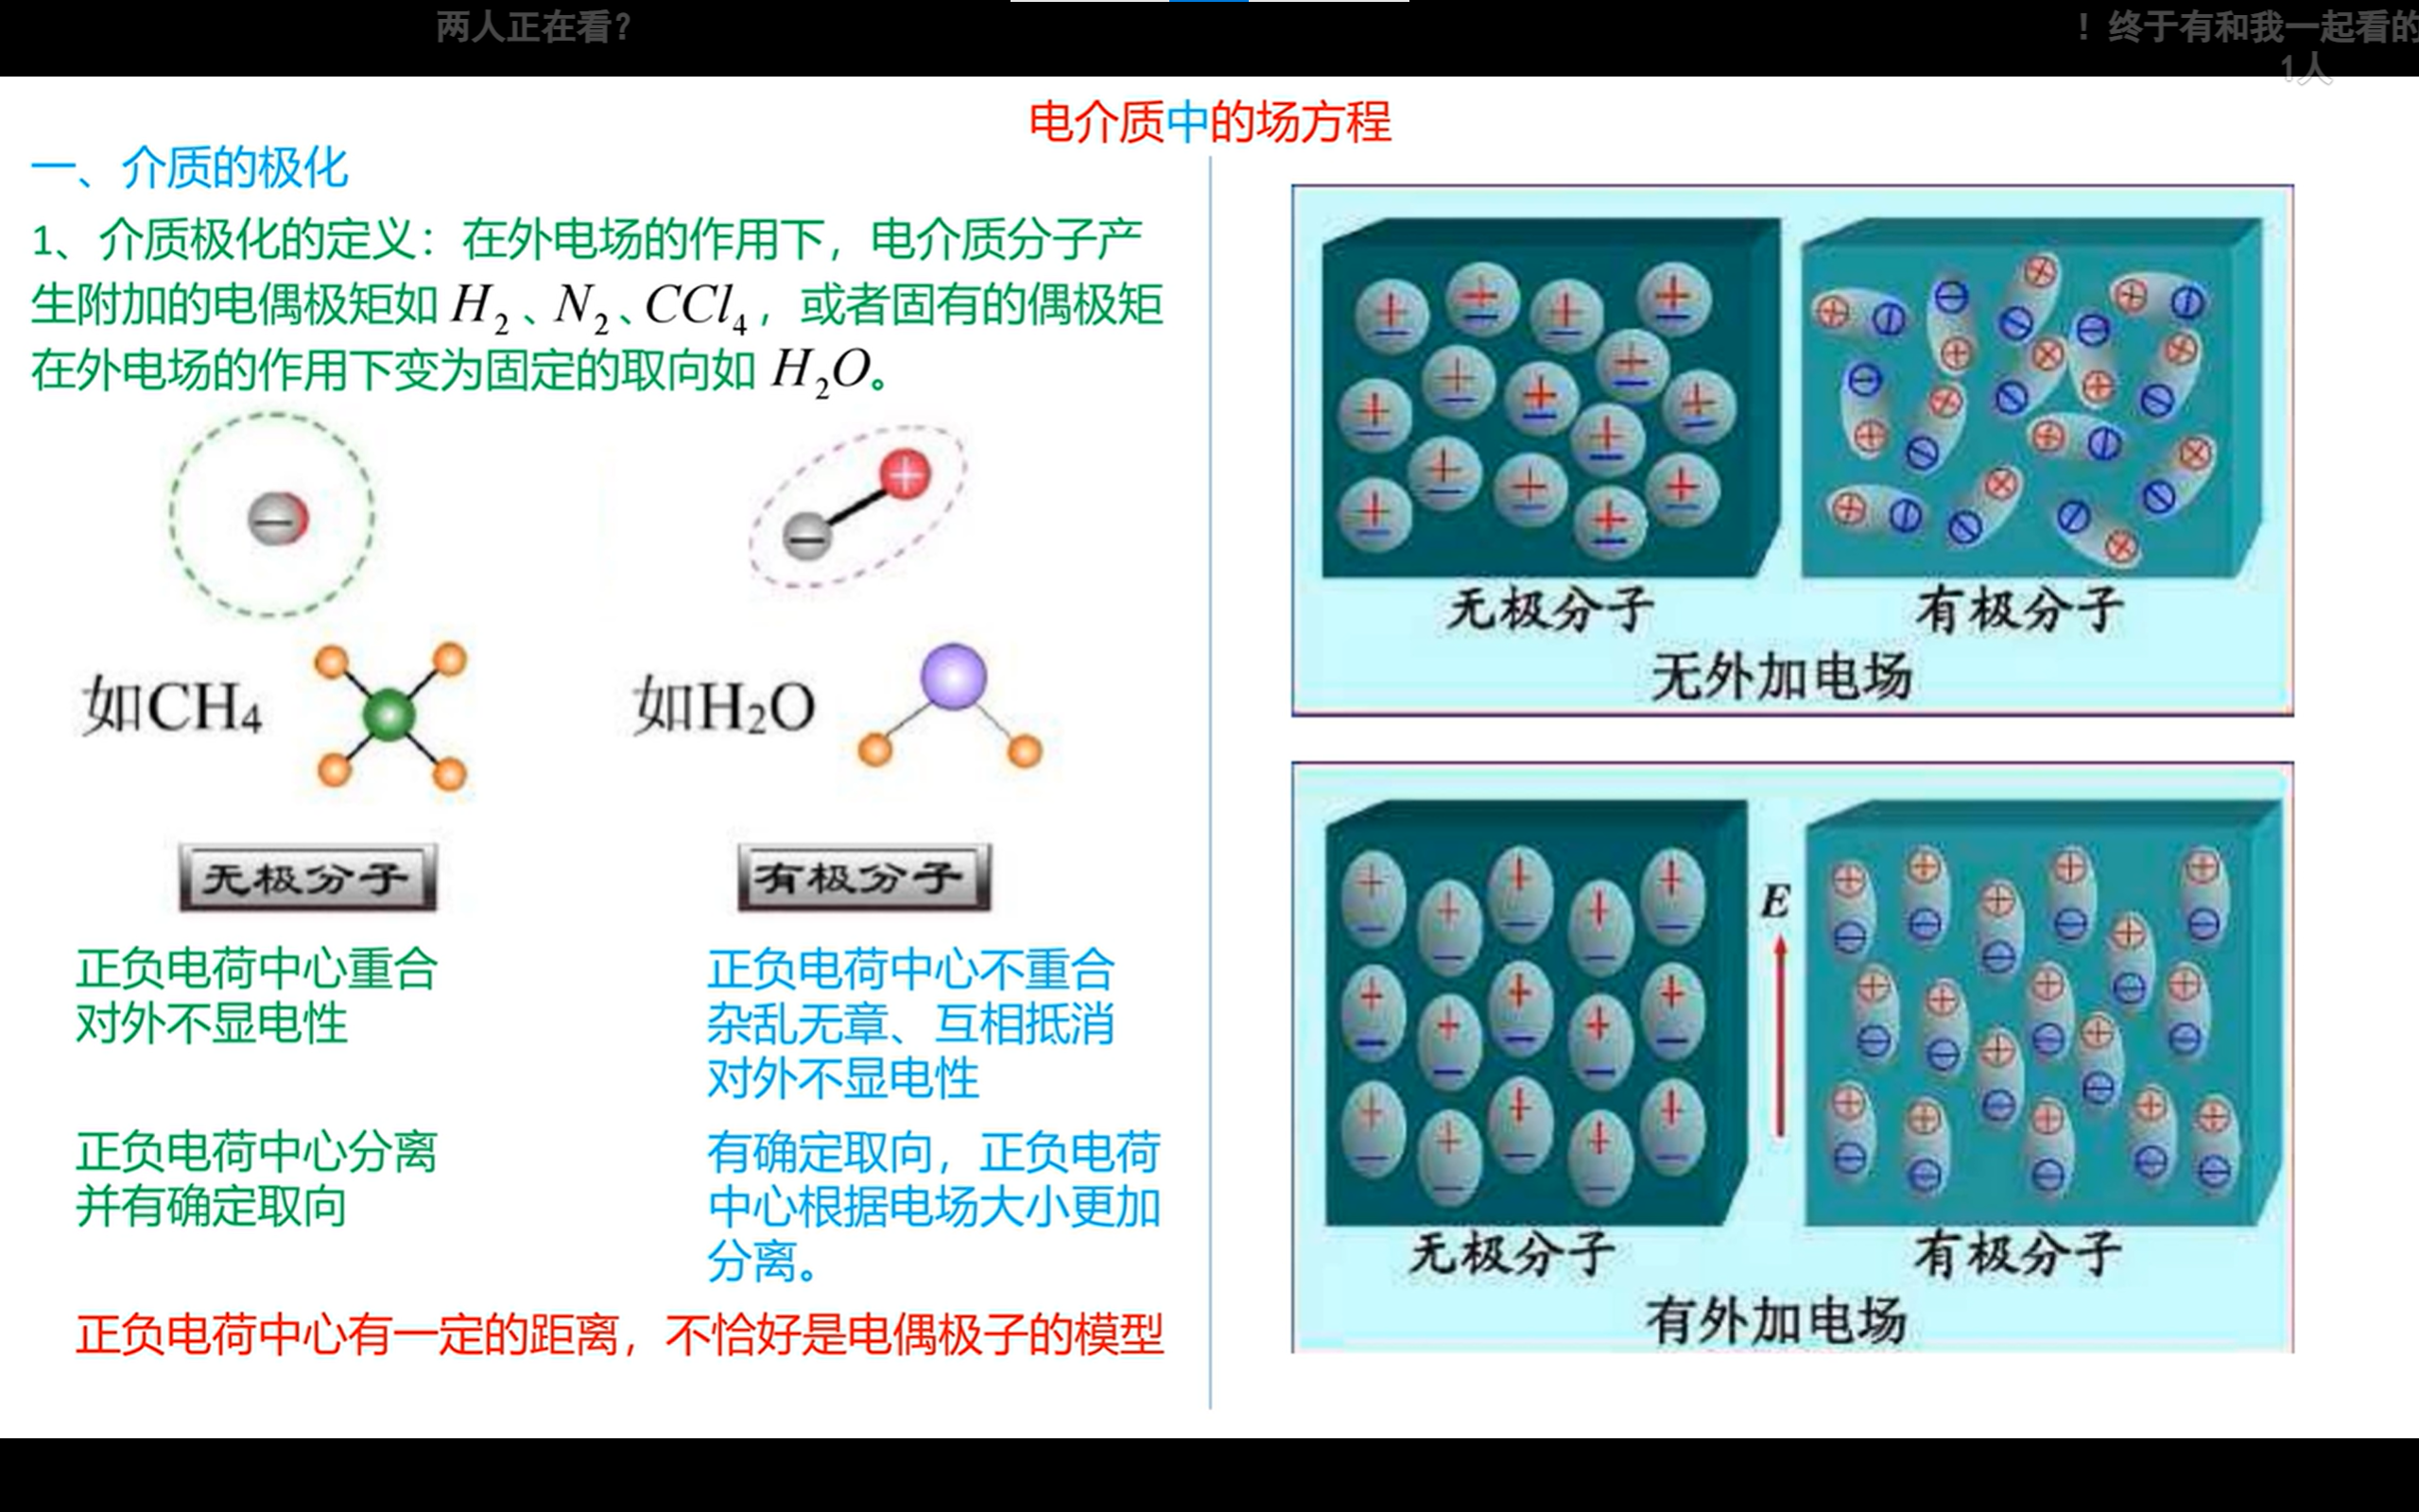 两人正在看？
！终于有和我一起看的
1人
电介质中的场方程
一、介质的极化
1、介质极化的定义：在外电场的作用下，电介质分子产
生附加的电偶极矩如 H₂、N₂、CCl₄，或者固有的偶极矩
在外电场的作用下变为固定的取向如 H₂O。
如CH₄
如H₂O
无极分子
有极分子
正负电荷中心重合
对外不显电性
正负电荷中心不重合
杂乱无章、互相抵消
对外不显电性
正负电荷中心分离
并有确定取向
有确定取向，正负电荷
中心根据电场大小更加
分离。
正负电荷中心有一定的距离，不恰好是电偶极子的模型
无极分子
有极分子
无外加电场
E
无极分子
有极分子
有外加电场